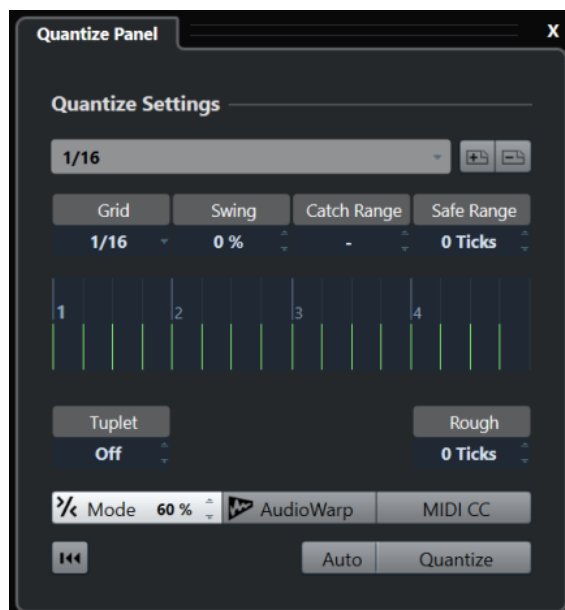 Quantize Panel X
Quantize Settings
1/16
Grid Swing Catch Range Safe Range
1/16 0 % - 0 Ticks
1 2 3 4
Tuplet Rough
Off 0 Ticks
Mode 60 % AudioWarp MIDI CC
Auto Quantize